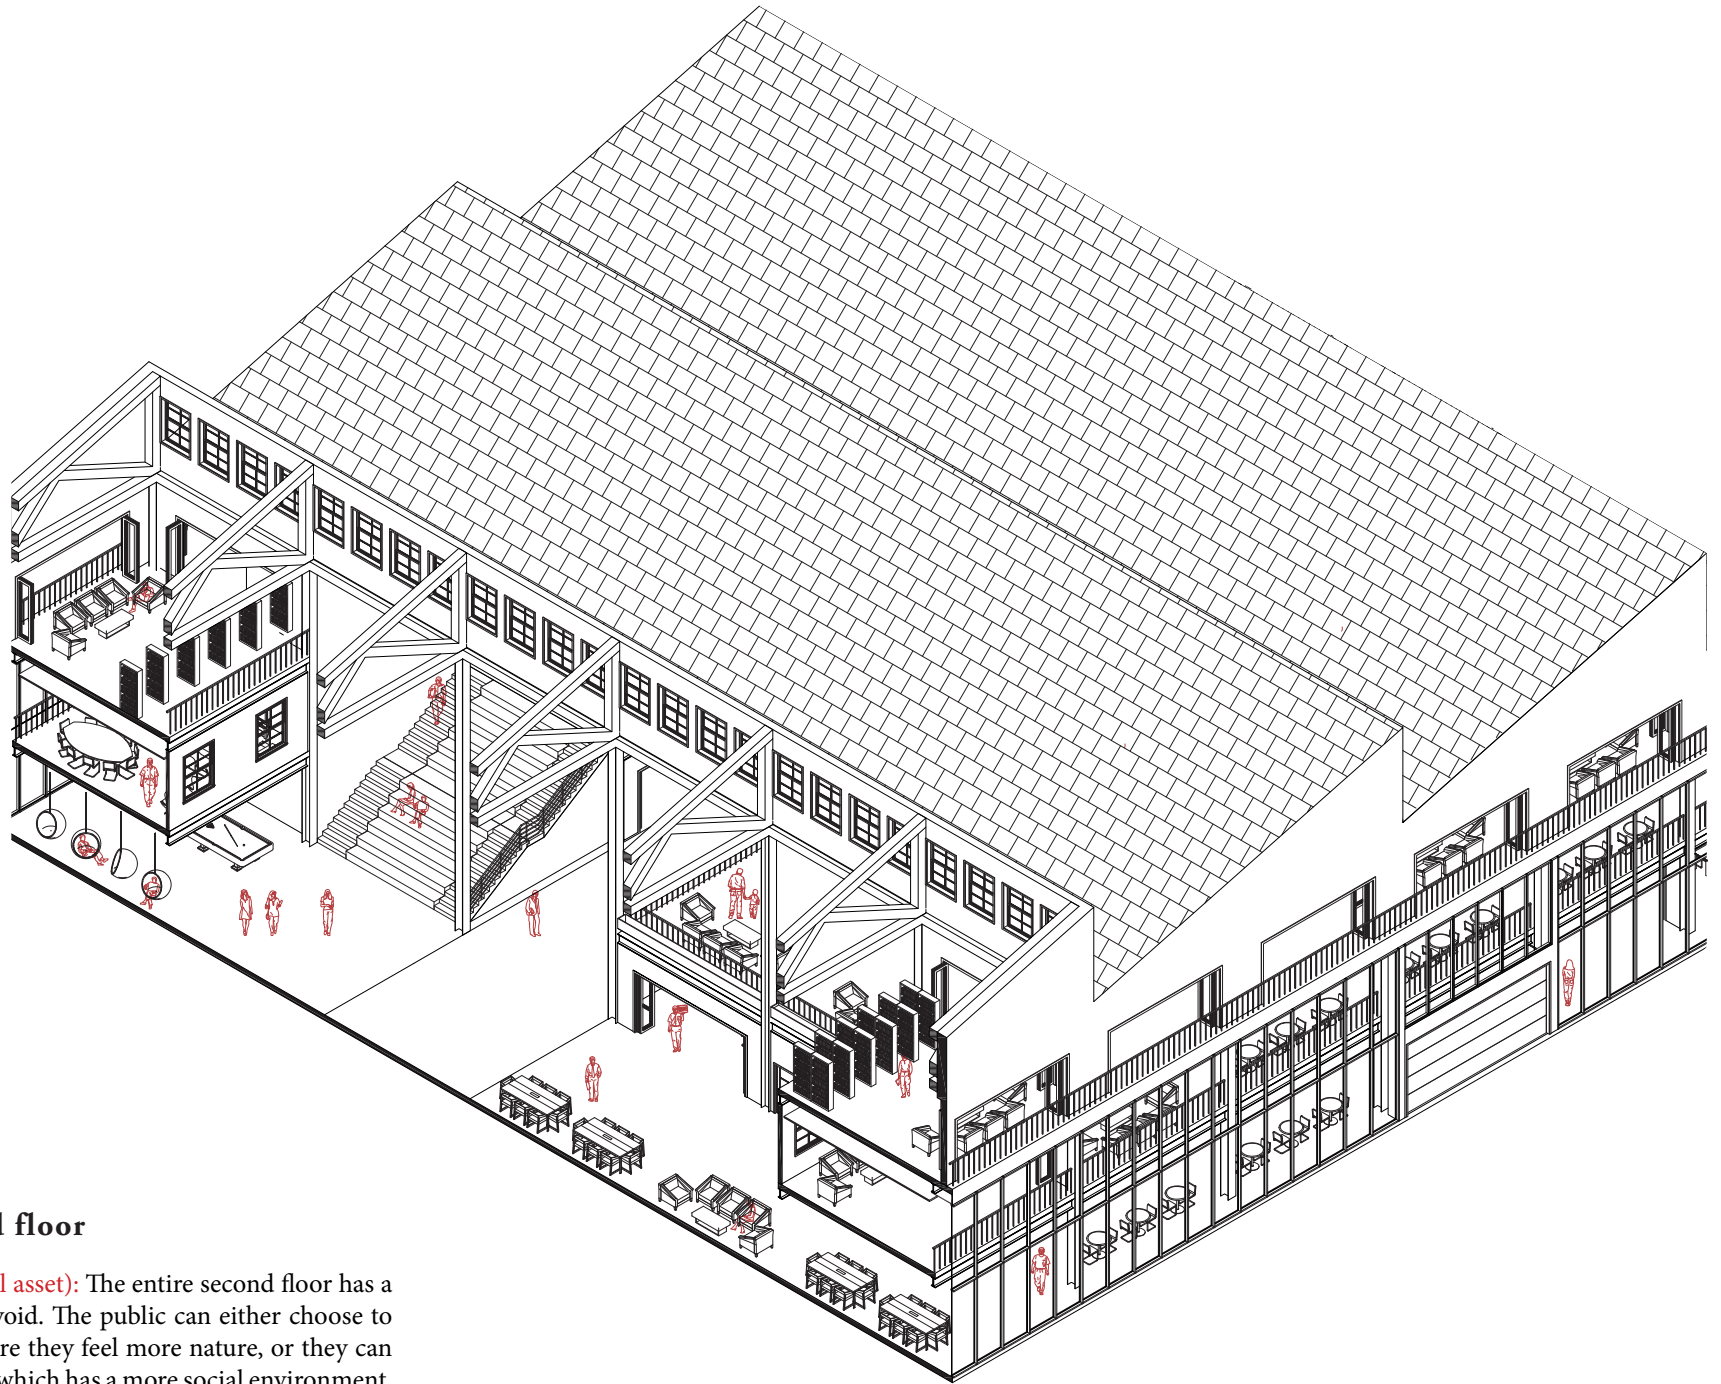 floor
l asset): The entire second floor has a
void. The public can either choose to
re they feel more nature, or they can
which has a more social environment